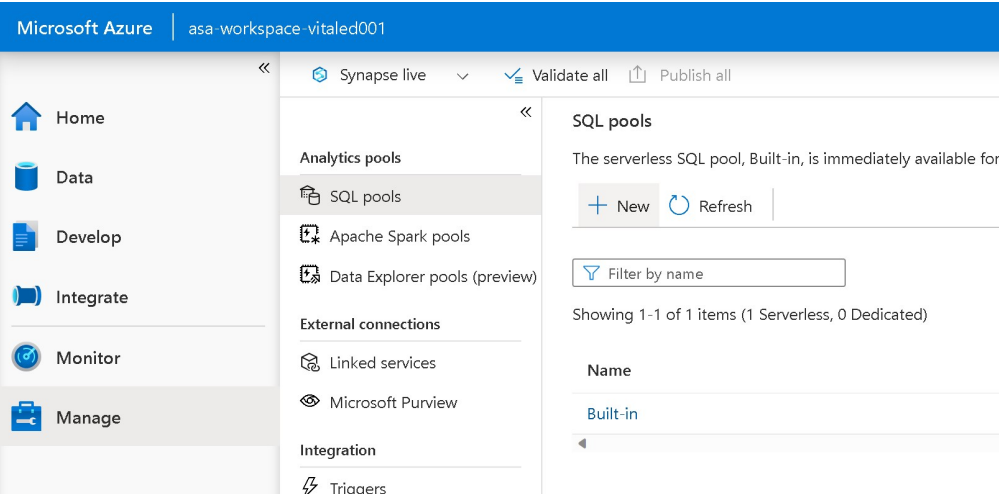 Microsoft Azure asa-workspace-vitaled001
«
Synapse live Validate all Publish all
«
Home
Data
Develop
Integrate
Monitor
Manage
Analytics pools
SQL pools
Apache Spark pools
Data Explorer pools (preview)
External connections
Linked services
Microsoft Purview
Integration
Triggers
SQL pools
The serverless SQL pool, Built-in, is immediately available for
New Refresh
Filter by name
Showing 1-1 of 1 items (1 Serverless, 0 Dedicated)
Name
Built-in